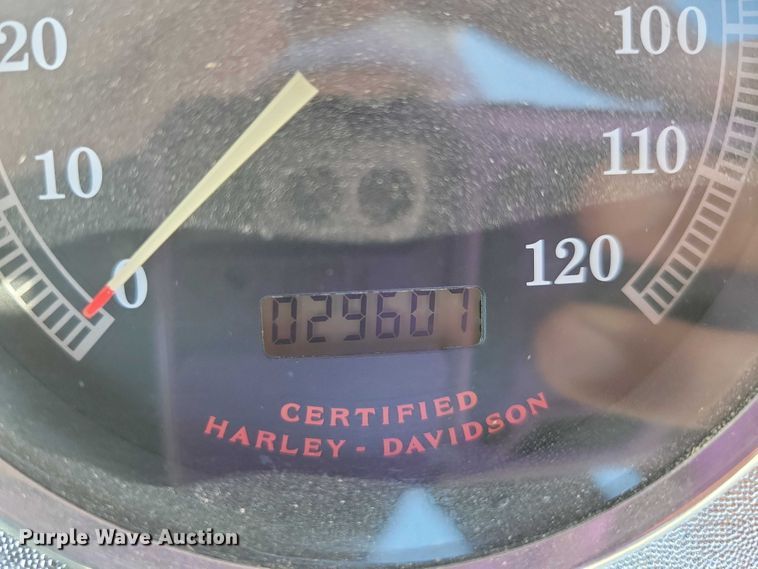 20
100
10
110
0
120
029607
CERTIFIED
HARLEY - DAVIDSON
Purple Wave Auction